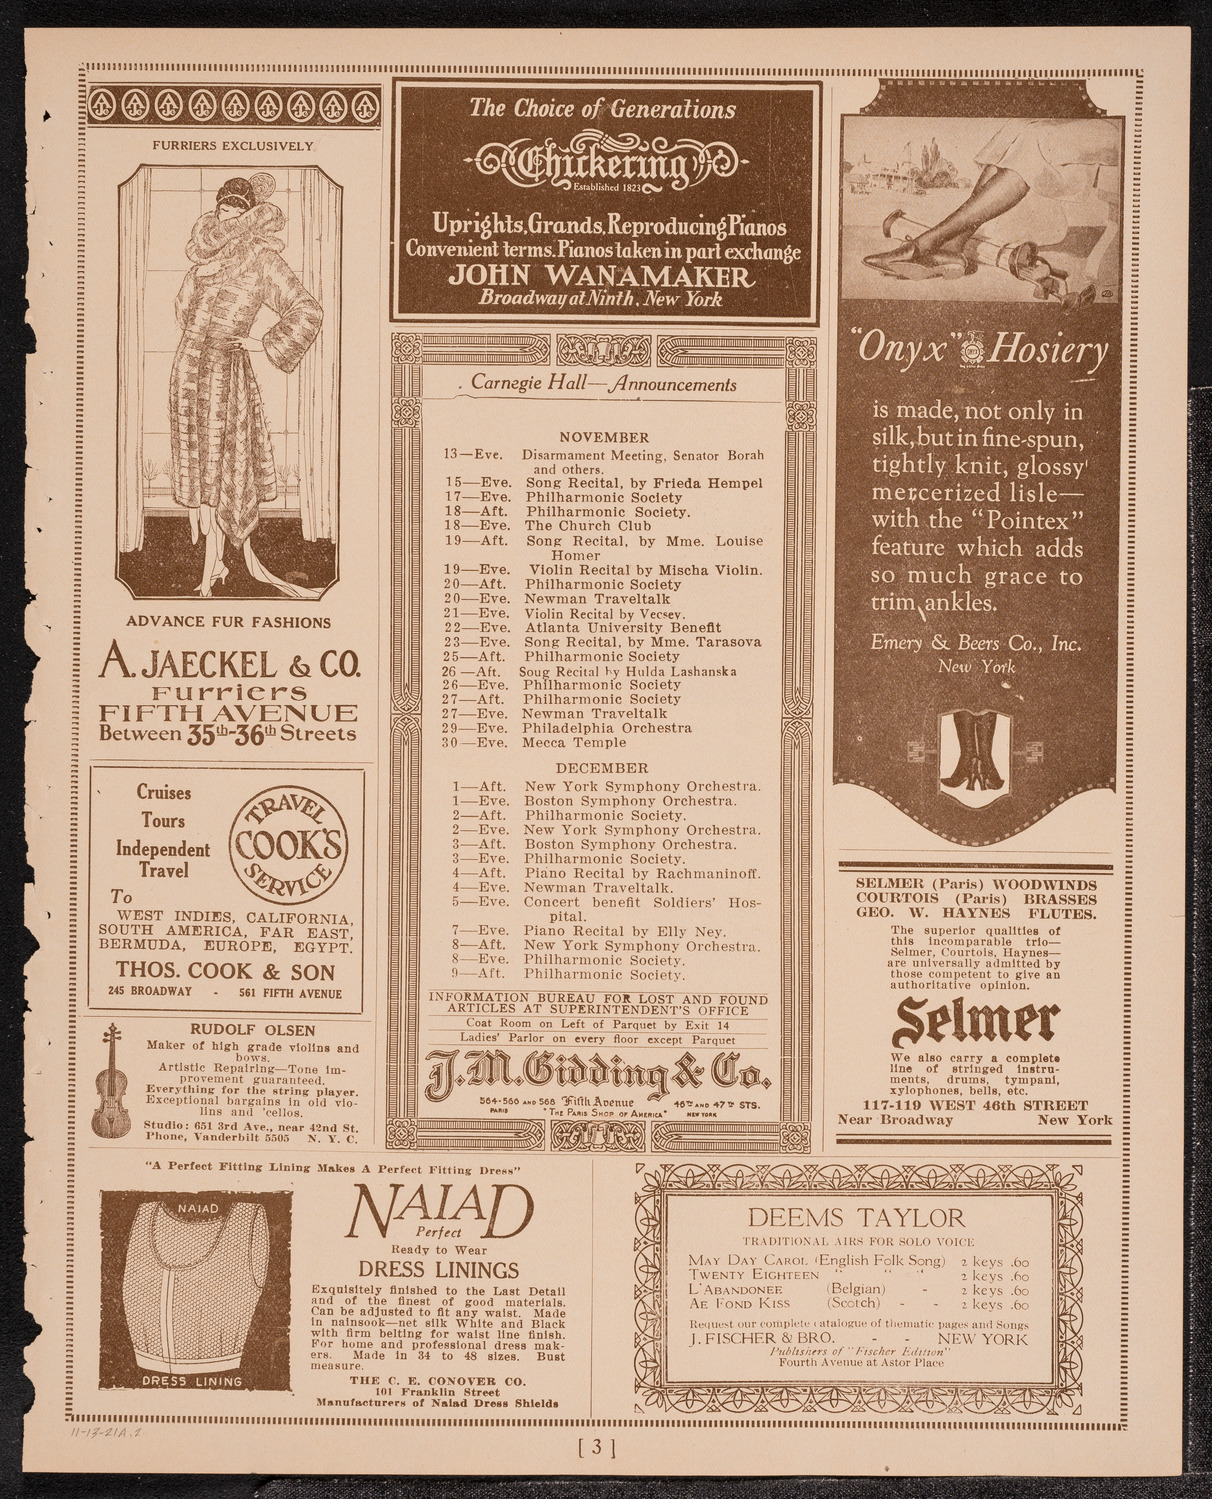 FURRIERS EXCLUSIVELY
ADVANCE FUR FASHIONS
A. JAECKEL & CO.
Furriers
FIFTH AVENUE
Between 35th-36th Streets
Cruises
Tours
Independent
Travel
To
TRAVEL
COOK'S
SERVICE
WEST INDIES, CALIFORNIA,
SOUTH AMERICA, FAR EAST,
BERMUDA, EUROPE, EGYPT.
THOS. COOK & SON
245 BROADWAY - 561 FIFTH AVENUE
RUDOLF OLSEN
Maker of high grade violins and
bows.
Artistic Repairing—Tone im-
provement guaranteed.
Everything for the string player.
Exceptional bargains in old vio-
lins and 'cellos.
Studio: 651 3rd Ave., near 42nd St.
Phone, Vanderbilt 5505 N. Y. C.
The Choice of Generations
Chickering
Established 1823
Uprights, Grands, Reproducing Pianos
Convenient terms. Pianos taken in part exchange
JOHN WANAMAKER
Broadway at Ninth, New York
Carnegie Hall—Announcements
NOVEMBER
13—Eve. Disarmament Meeting, Senator Borah
and others.
15—Eve. Song Recital, by Frieda Hempel
17—Eve. Philharmonic Society
18—Aft. Philharmonic Society.
18—Eve. The Church Club
19—Aft. Song Recital, by Mme. Louise
Homer
19—Eve. Violin Recital by Mischa Violin.
20—Aft. Philharmonic Society
20—Eve. Newman Traveltalk
21—Eve. Violin Recital by Vecsey.
22—Eve. Atlanta University Benefit
23—Eve. Song Recital, by Mme. Tarasova
25—Aft. Philharmonic Society
26—Aft. Soug Recital by Hulda Lashanska
26—Eve. Philharmonic Society
27—Aft. Philharmonic Society
27—Eve. Newman Traveltalk
29—Eve. Philadelphia Orchestra
30—Eve. Mecca Temple
DECEMBER
1—Aft. New York Symphony Orchestra.
1—Eve. Boston Symphony Orchestra.
2—Aft. Philharmonic Society.
2—Eve. New York Symphony Orchestra.
3—Aft. Boston Symphony Orchestra.
3—Eve. Philharmonic Society.
4—Aft. Piano Recital by Rachmaninoff.
4—Eve. Newman Traveltalk.
5—Eve. Concert benefit Soldiers' Hos-
pital.
7—Eve. Piano Recital by Elly Ney.
8—Aft. New York Symphony Orchestra.
8—Eve. Philharmonic Society.
9—Aft. Philharmonic Society.
INFORMATION BUREAU FOR LOST AND FOUND
ARTICLES AT SUPERINTENDENT'S OFFICE
Coat Room on Left of Parquet by Exit 14
Ladies' Parlor on every floor except Parquet
J. M. Gidding & Co.
564-566 AND 568 Fifth Avenue 46TH AND 47TH STS.
PARIS "THE PARIS SHOP OF AMERICA" NEW YORK
"Onyx" Hosiery
is made, not only in
silk, but in fine-spun,
tightly knit, glossy
mercerized lisle—
with the "Pointex"
feature which adds
so much grace to
trim ankles.
Emery & Beers Co., Inc.
New York
SELMER (Paris) WOODWINDS
COURTOIS (Paris) BRASSES
GEO. W. HAYNES FLUTES.
The superior qualities of
this incomparable trio—
Selmer, Courtois, Haynes—
are universally admitted by
those competent to give an
authoritative opinion.
Selmer
We also carry a complete
line of stringed instru-
ments, drums, tympani,
xylophones, bells, etc.
117-119 WEST 46th STREET
Near Broadway New York
"A Perfect Fitting Lining Makes A Perfect Fitting Dress"
NAIAD
DRESS LINING
NAIAD
Perfect
Ready to Wear
DRESS LININGS
Exquisitely finished to the Last Detail
and of the finest of good materials.
Can be adjusted to fit any waist. Made
in nainsook—net silk White and Black
with firm belting for waist line finish.
For home and professional dress mak-
ers. Made in 34 to 48 sizes. Bust
measure.
THE C. E. CONOVER CO.
101 Franklin Street
Manufacturers of Naiad Dress Shields
DEEMS TAYLOR
TRADITIONAL AIRS FOR SOLO VOICE
MAY DAY CAROL (English Folk Song) 2 keys .60
TWENTY EIGHTEEN " " " 2 keys .60
L'ABANDONEE (Belgian) - 2 keys .60
AE FOND KISS (Scotch) - - 2 keys .60
Request our complete catalogue of thematic pages and Songs
J. FISCHER & BRO. - - NEW YORK
Publishers of "Fischer Edition"
Fourth Avenue at Astor Place
11-13-21A.2
[ 3 ]